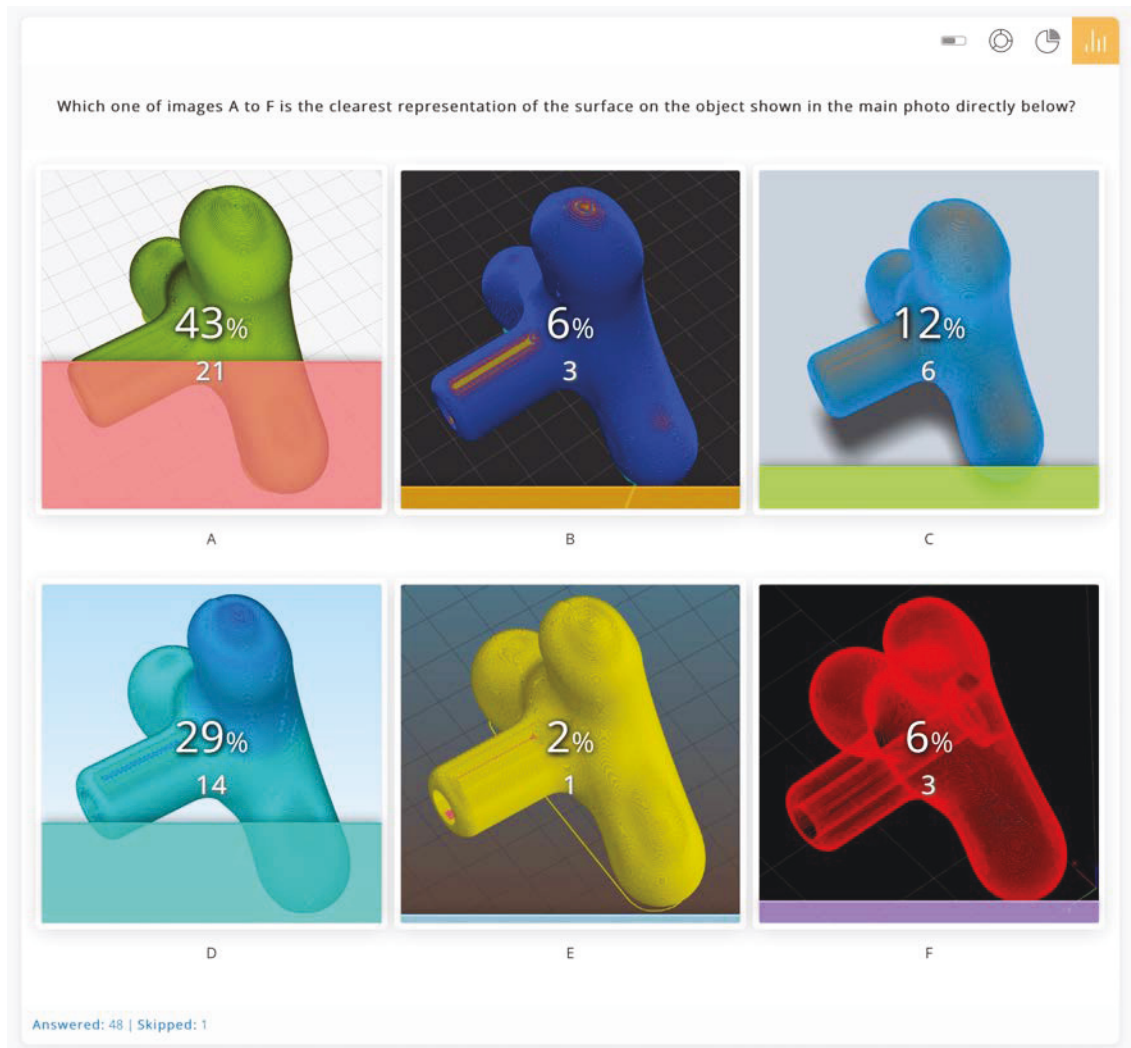 Which one of images A to F is the clearest representation of the surface on the object shown in the main photo directly below?
43%
21
6%
3
12%
6
A
B
C
29%
14
2%
1
6%
3
D
E
F
Answered: 48 | Skipped: 1